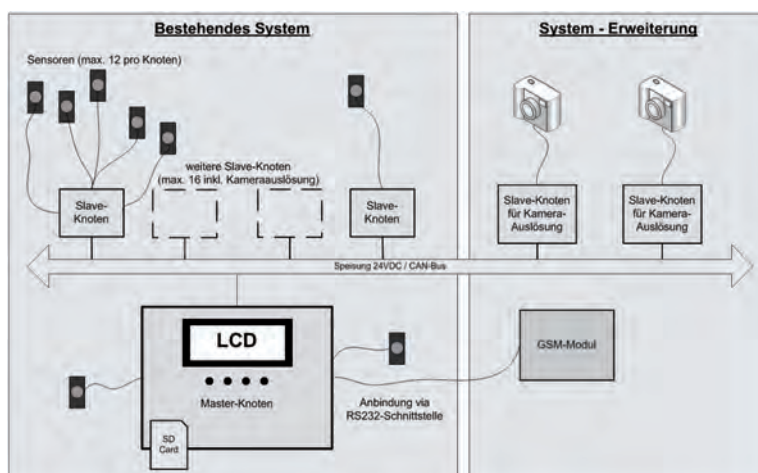 Bestehendes System
System - Erweiterung
Sensoren (max. 12 pro Knoten)
weitere Slave-Knoten
(max. 16 inkl. Kameraauslösung)
Slave-
Knoten
Slave-
Knoten
Slave-Knoten
für Kamera-
Auslösung
Slave-Knoten
für Kamera-
Auslösung
Speisung 24VDC / CAN-Bus
LCD
Master-Knoten
SD
Card
Anbindung via
RS232-Schnittstelle
GSM-Modul